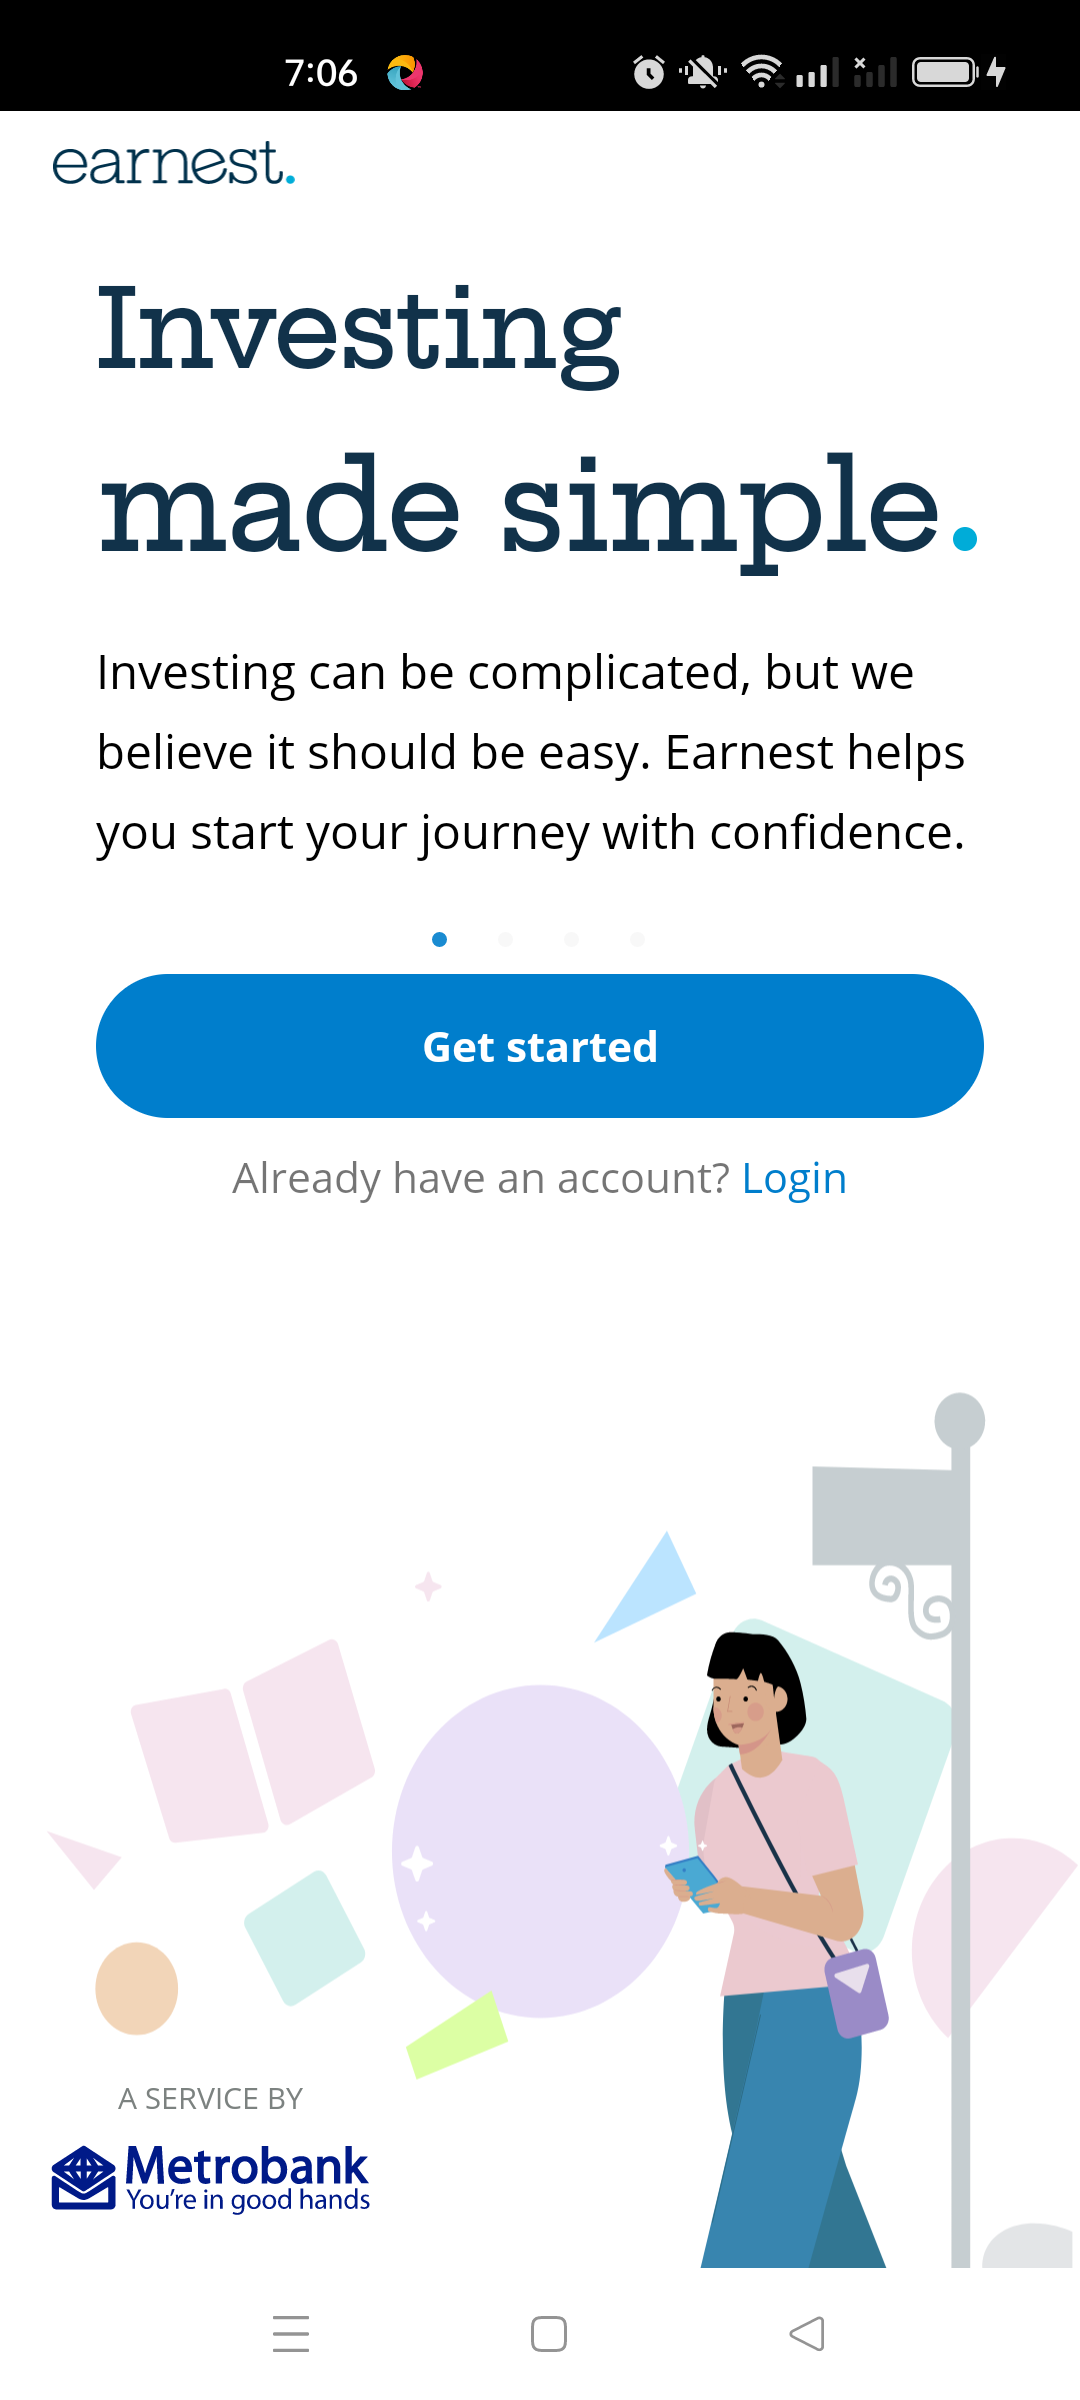 7:06
earnest.
Investing
made simple.
Investing can be complicated, but we
believe it should be easy. Earnest helps
you start your journey with confidence.
Get started
Already have an account? Login
A SERVICE BY
Metrobank
You're in good hands